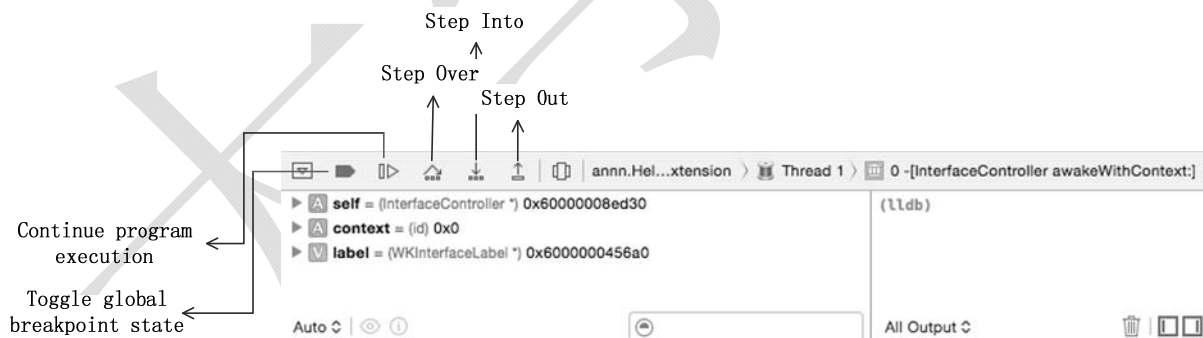 Step Into
Step Over
Step Out
annn.Hel...xtension 〉 Thread 1 〉 0 -[InterfaceController awakeWithContext:]
A self = (InterfaceController *) 0x60000008ed30
(lldb)
A context = (id) 0x0
V label = (WKInterfaceLabel *) 0x6000000456a0
Continue program
execution
Toggle global
breakpoint state
Auto
All Output